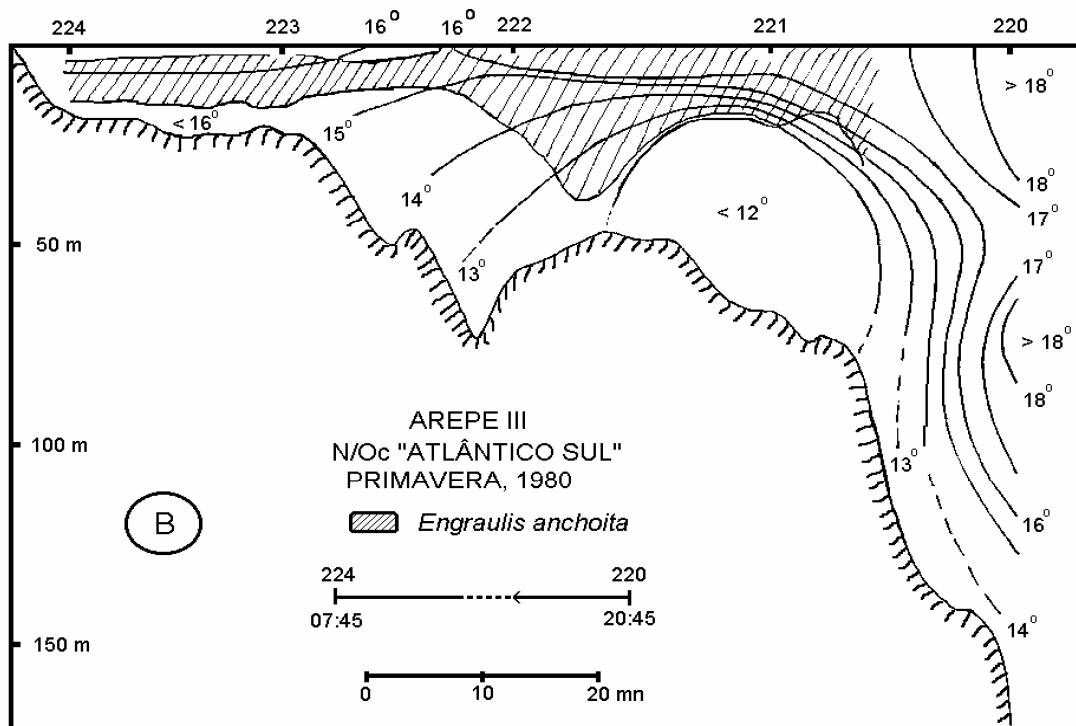 224 223 16° 16° 222 221 220
> 18°
< 16°
15°
14°
18°
< 12°
17°
50 m
13°
17°
> 18°
18°
AREPE III
100 m
N/Oc "ATLÂNTICO SUL"
13°
PRIMAVERA, 1980
B
Engraulis anchoita
16°
224 220
07:45 20:45
14°
150 m
0 10 20 mn